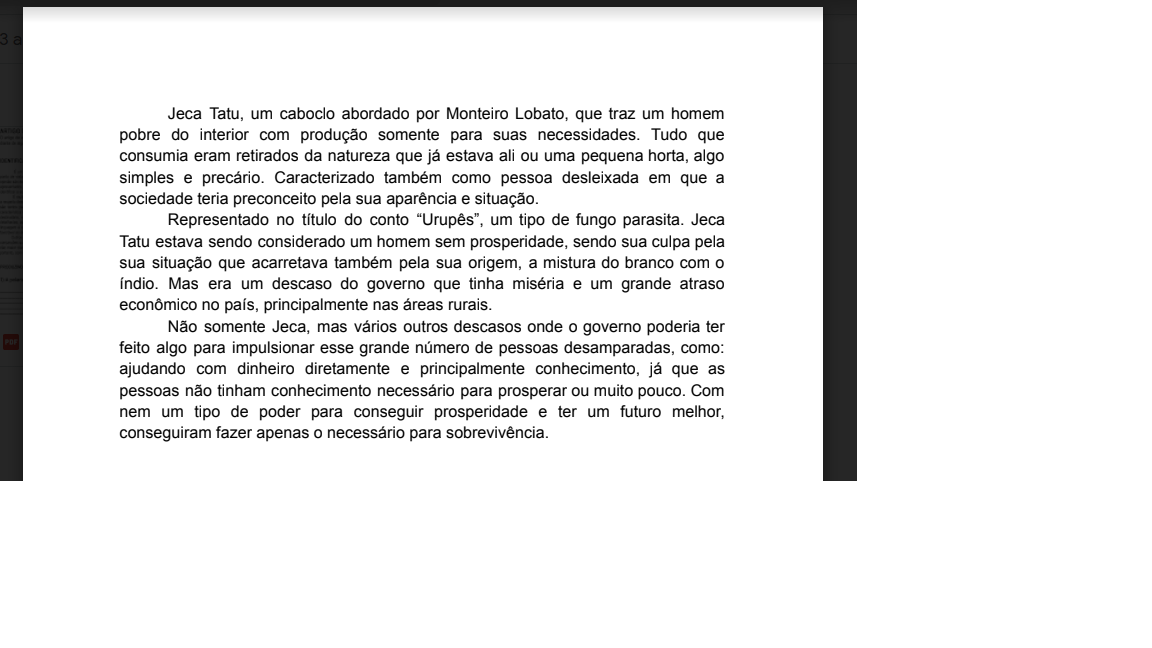 3 a
Jeca Tatu, um caboclo abordado por Monteiro Lobato, que traz um homem
pobre do interior com produção somente para suas necessidades. Tudo que
consumia eram retirados da natureza que já estava ali ou uma pequena horta, algo
simples e precário. Caracterizado também como pessoa desleixada em que a
sociedade teria preconceito pela sua aparência e situação.
Representado no título do conto “Urupês”, um tipo de fungo parasita. Jeca
Tatu estava sendo considerado um homem sem prosperidade, sendo sua culpa pela
sua situação que acarretava também pela sua origem, a mistura do branco com o
índio. Mas era um descaso do governo que tinha miséria e um grande atraso
econômico no país, principalmente nas áreas rurais.
Não somente Jeca, mas vários outros descasos onde o governo poderia ter
feito algo para impulsionar esse grande número de pessoas desamparadas, como:
ajudando com dinheiro diretamente e principalmente conhecimento, já que as
pessoas não tinham conhecimento necessário para prosperar ou muito pouco. Com
nem um tipo de poder para conseguir prosperidade e ter um futuro melhor,
conseguiram fazer apenas o necessário para sobrevivência.
PDF